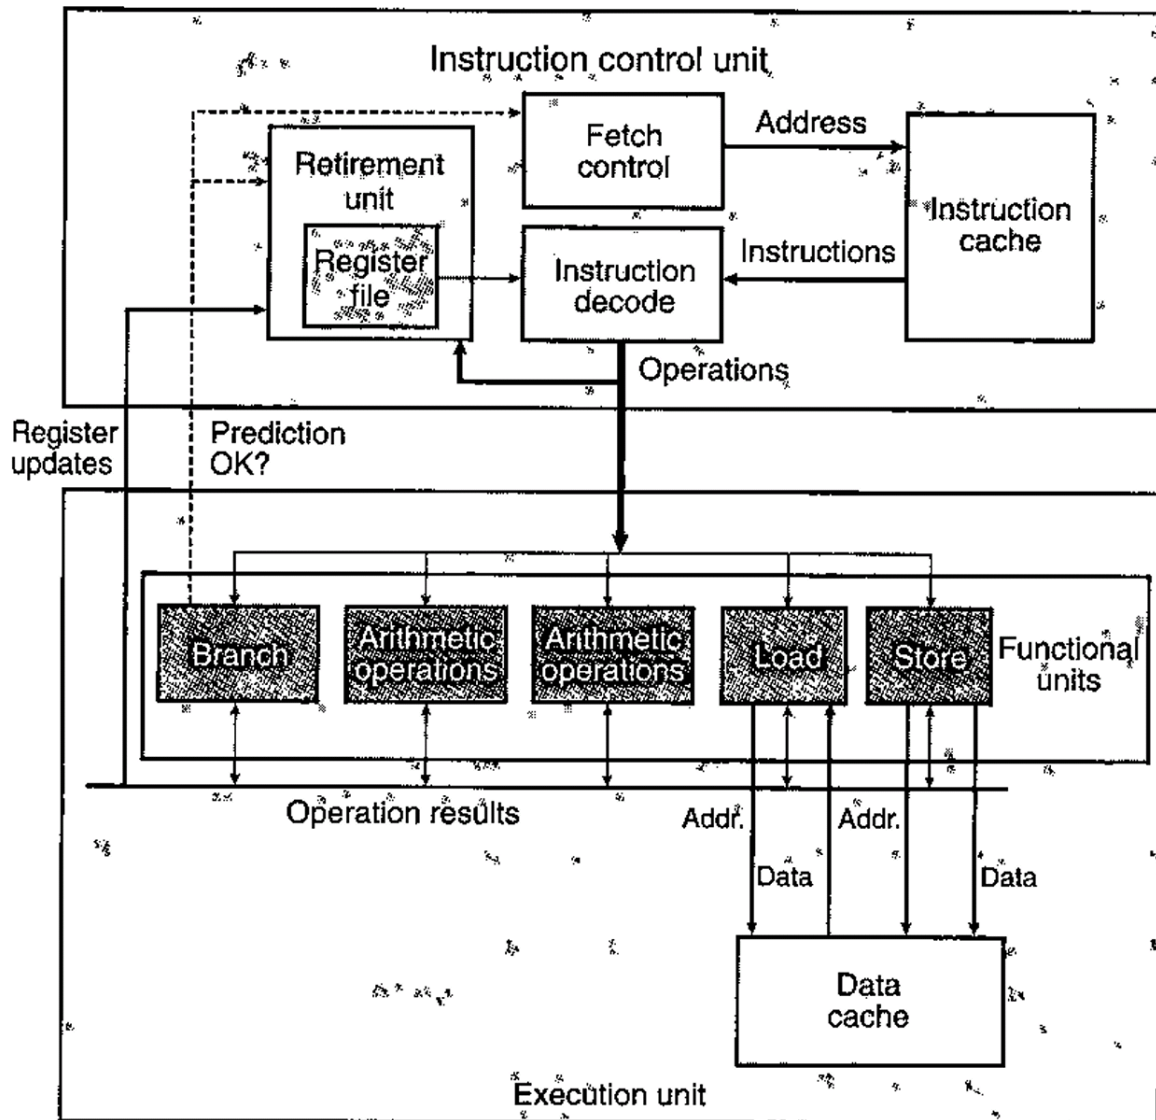 Instruction control unit
Fetch
control
Address
Retirement
unit
Instruction
cache
Register
file
Instruction
decode
Instructions
Operations
Register
updates
Prediction
OK?
Branch
Arithmetic
operations
Arithmetic
operations
Load
Store
Functional
units
Operation results
Addr.
Addr.
Data
Data
Data
cache
Execution unit